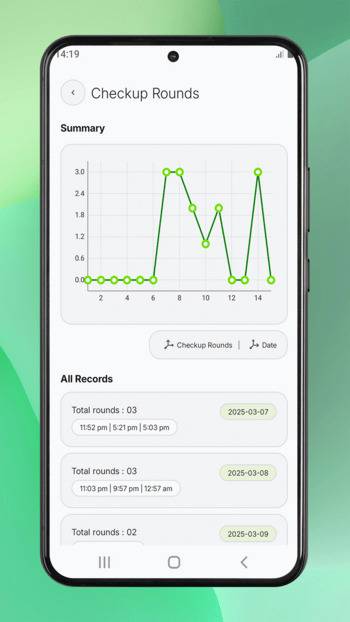 14:19
Checkup Rounds
Summary
3.0
2.4
1.8
1.2
0.6
0.0
2 4 6 8 10 12 14
Checkup Rounds | Date
All Records
Total rounds : 03 2025-03-07
11:52 pm | 5:21 pm | 5:03 pm
Total rounds : 03 2025-03-08
11:03 pm | 9:57 pm | 12:57 am
Total rounds : 02 2025-03-09